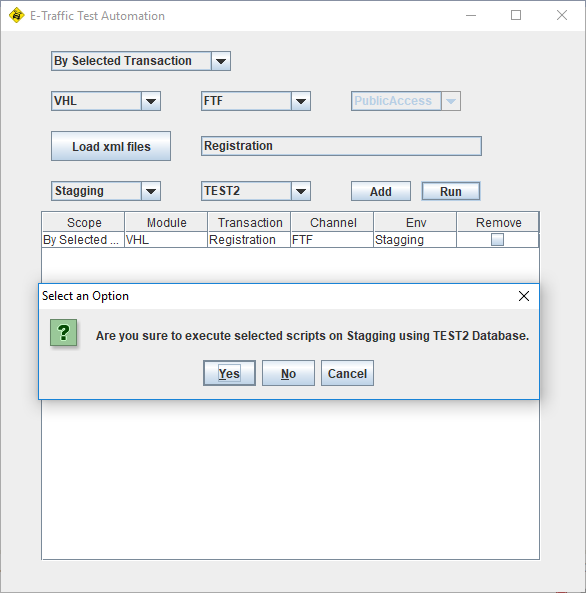 E-Traffic Test Automation
By Selected Transaction
VHL FTF PublicAccess
Load xml files Registration
Stagging TEST2 Add Run
Scope Module Transaction Channel Env Remove
By Selected ... VHL Registration FTF Stagging
Select an Option
?
Are you sure to execute selected scripts on Stagging using TEST2 Database.
Yes No Cancel